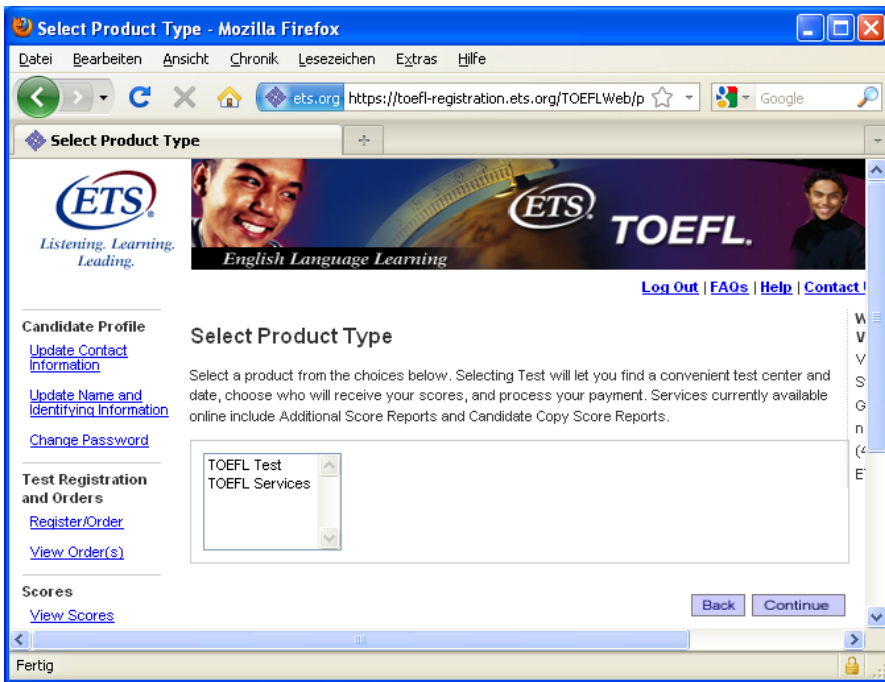 Select Product Type - Mozilla Firefox
Datei Bearbeiten Ansicht Chronik Lesezeichen Extras Hilfe
ets.org https://toefl-registration.ets.org/TOEFLWeb/p Google
Select Product Type
ETS
Listening. Learning.
Leading.
English Language Learning
ETS TOEFL.
Log Out | FAQs | Help | Contact
Candidate Profile
Update Contact
Information
Update Name and
Identifying Information
Change Password
Test Registration
and Orders
Register/Order
View Order(s)
Scores
View Scores
Select Product Type
Select a product from the choices below. Selecting Test will let you find a convenient test center and
date, choose who will receive your scores, and process your payment. Services currently available
online include Additional Score Reports and Candidate Copy Score Reports.
TOEFL Test
TOEFL Services
Back Continue
Fertig